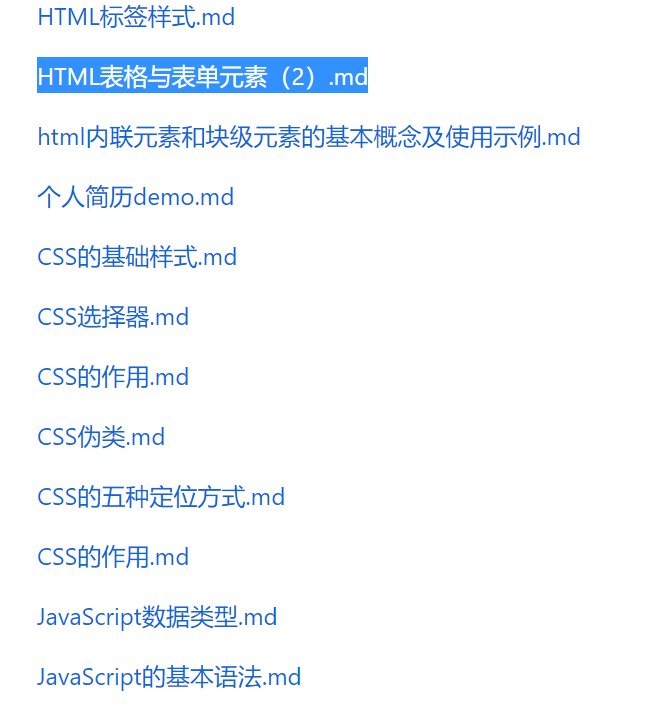 HTML标签样式.md
HTML表格与表单元素（2）.md
html内联元素和块级元素的基本概念及使用示例.md
个人简历demo.md
CSS的基础样式.md
CSS选择器.md
CSS的作用.md
CSS伪类.md
CSS的五种定位方式.md
CSS的作用.md
JavaScript数据类型.md
JavaScript的基本语法.md